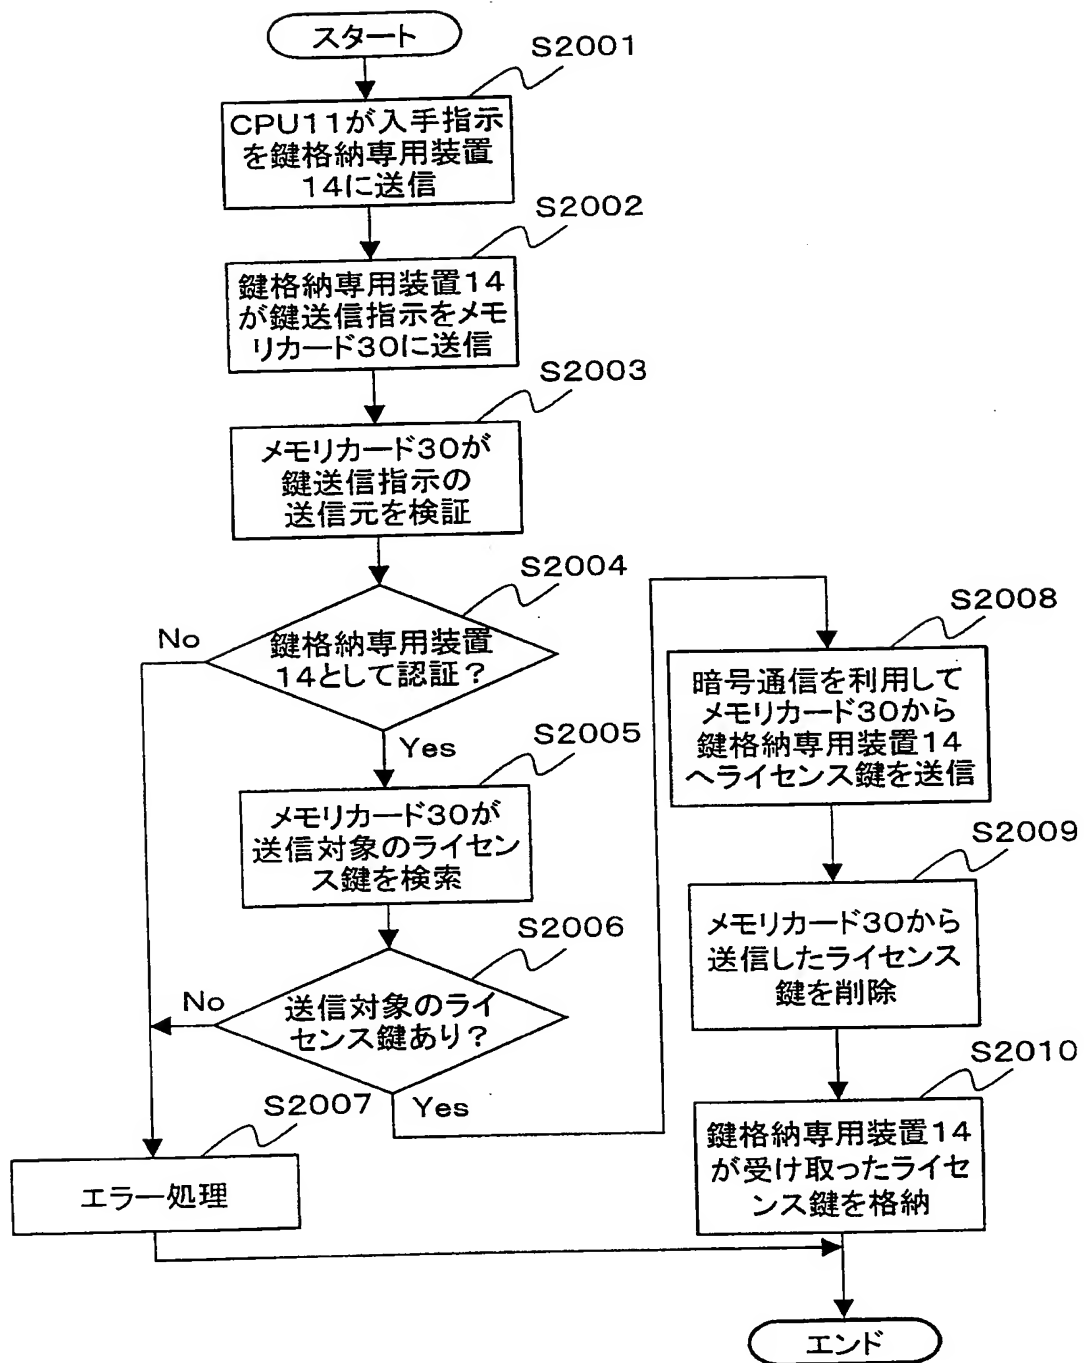 スタート
S2001
CPU11が入手指示
を鍵格納専用装置
14に送信
S2002
鍵格納専用装置14
が鍵送信指示をメモ
リカード30に送信
S2003
メモリカード30が
鍵送信指示の
送信元を検証
S2004
No
鍵格納専用装置
14として認証？
Yes
S2005
メモリカード30が
送信対象のライセン
ス鍵を検索
S2006
No
送信対象のライ
センス鍵あり？
Yes
S2007
エラー処理
S2008
暗号通信を利用して
メモリカード30から
鍵格納専用装置14
へライセンス鍵を送信
S2009
メモリカード30から
送信したライセンス
鍵を削除
S2010
鍵格納専用装置14
が受け取ったライセ
ンス鍵を格納
エンド